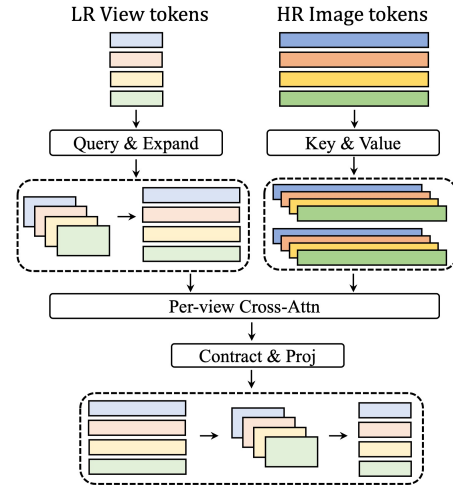 LR View tokens
HR Image tokens
Query & Expand
Key & Value
Per-view Cross-Attn
Contract & Proj